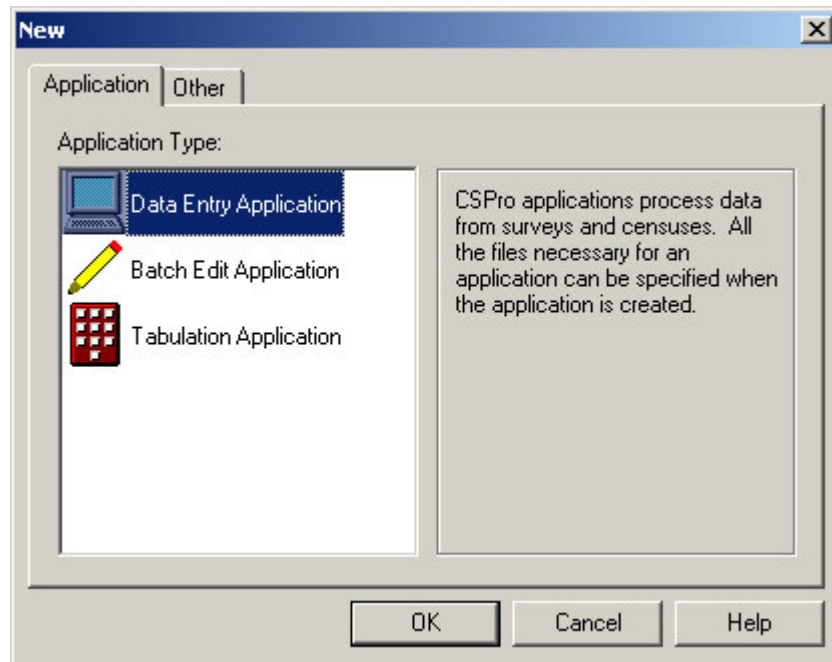 New
Application Other
Application Type:
Data Entry Application
Batch Edit Application
Tabulation Application
CSPro applications process data
from surveys and censuses.  All
the files necessary for an
application can be specified when
the application is created.
OK Cancel Help